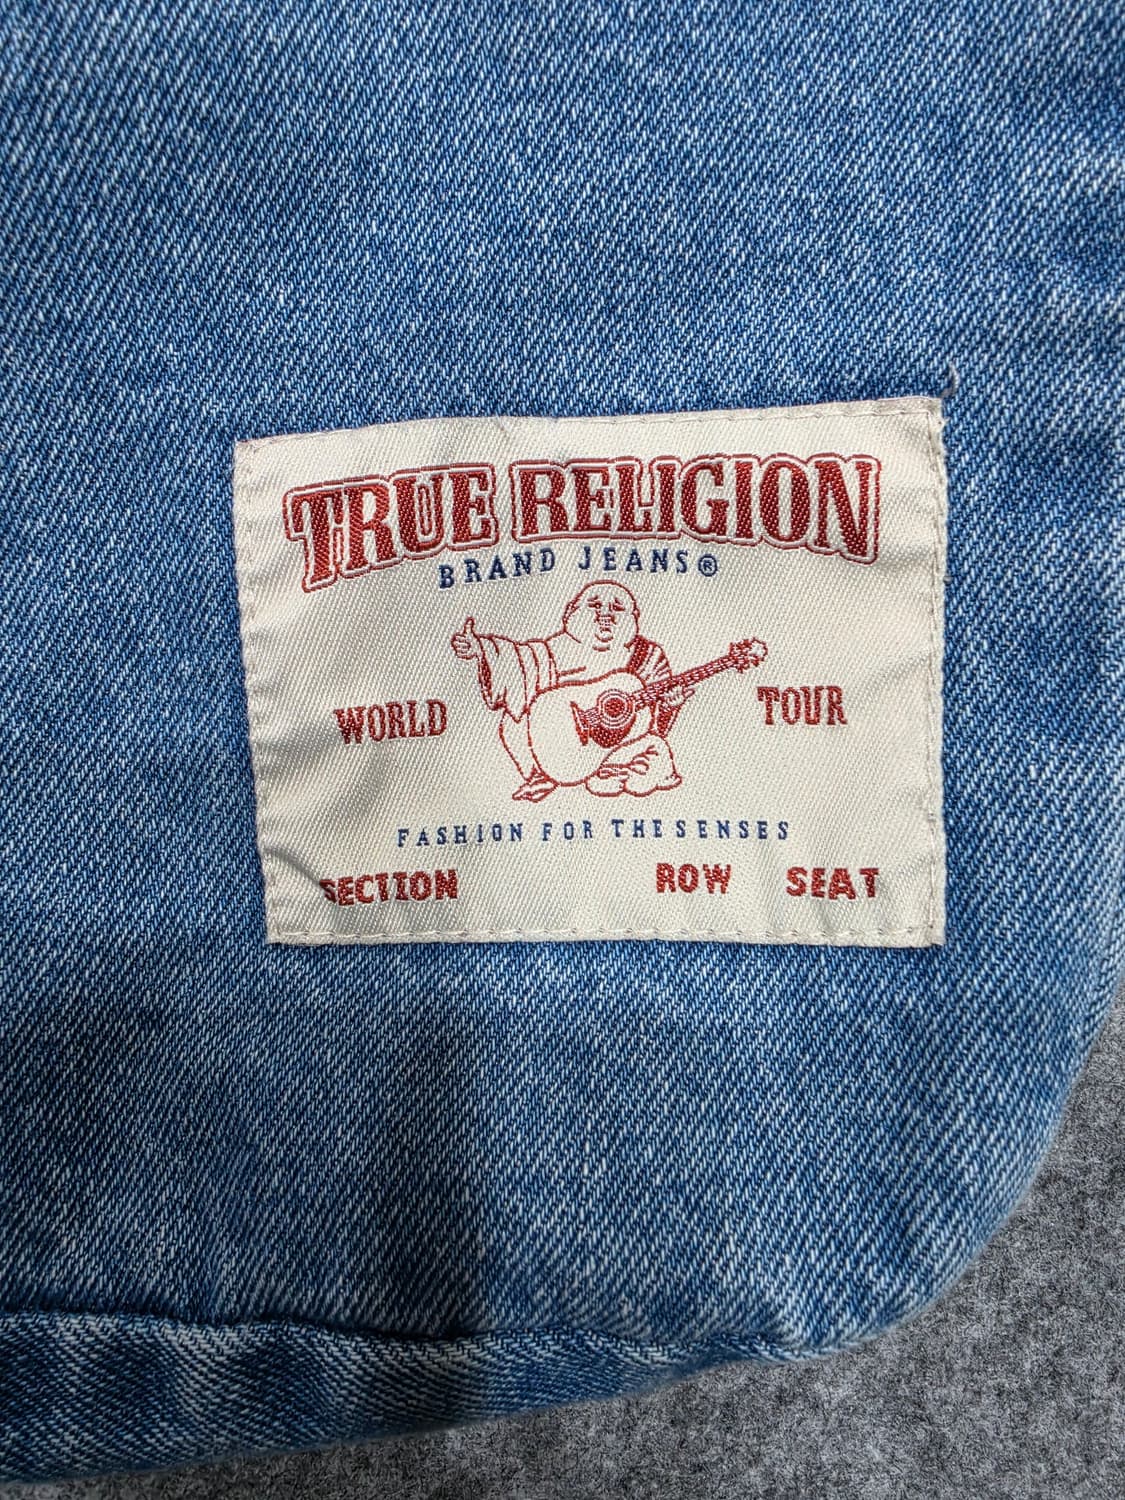 TRUE RELIGION
BRAND JEANS®
WORLD TOUR
FASHION FOR THE SENSES
SECTION ROW SEAT